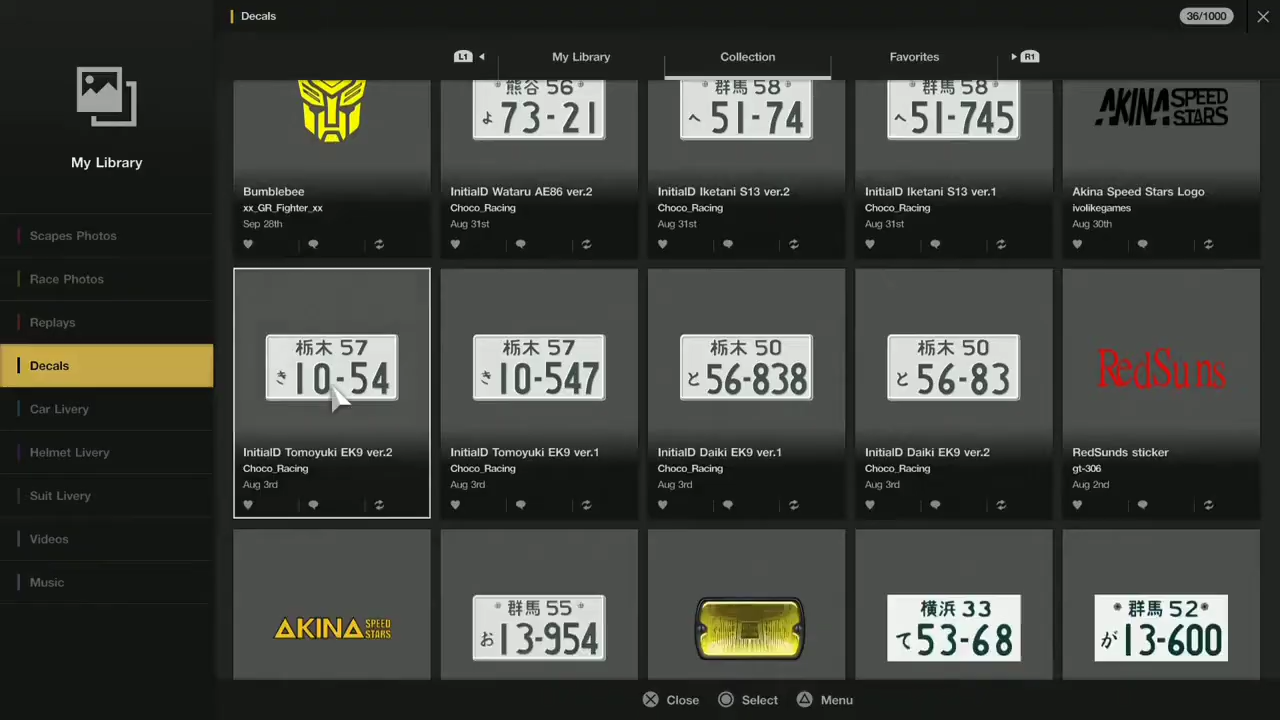 Decals
36/1000
L1
My Library
Collection
Favorites
R1
My Library
Scapes Photos
Race Photos
Replays
Decals
Car Livery
Helmet Livery
Suit Livery
Videos
Music
熊谷 56
よ 73-21
群馬 58
へ 51-74
群馬 58
へ 51-745
AKINA SPEED STARS
Bumblebee
xx_GR_Fighter_xx
Sep 28th
InitialD Wataru AE86 ver.2
Choco_Racing
Aug 31st
InitialD Iketani S13 ver.2
Choco_Racing
Aug 31st
InitialD Iketani S13 ver.1
Choco_Racing
Aug 31st
Akina Speed Stars Logo
ivolikegames
Aug 30th
栃木 57
き 10-54
栃木 57
き 10-547
栃木 50
と 56-838
栃木 50
と 56-83
RedSuns
InitialD Tomoyuki EK9 ver.2
Choco_Racing
Aug 3rd
InitialD Tomoyuki EK9 ver.1
Choco_Racing
Aug 3rd
InitialD Daiki EK9 ver.1
Choco_Racing
Aug 3rd
InitialD Daiki EK9 ver.2
Choco_Racing
Aug 3rd
RedSunds sticker
gt-306
Aug 2nd
AKINA SPEED STARS
群馬 55
お 13-954
横浜 33
て 53-68
群馬 52
が 13-600
Close
Select
Menu